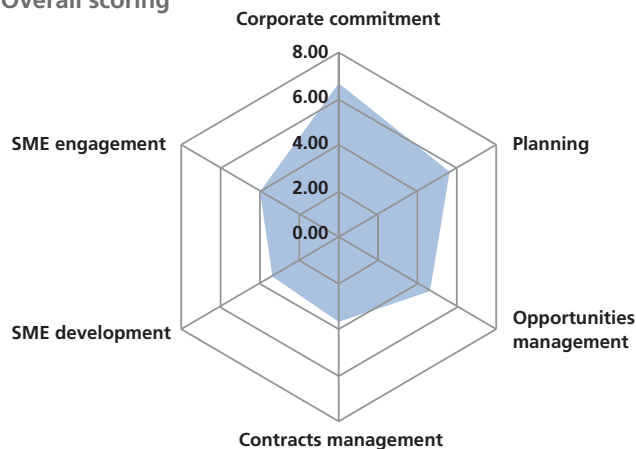 Overall scoring
Corporate commitment
8.00
6.00
SME engagement
4.00
Planning
2.00
0.00
Opportunities
management
SME development
Contracts management